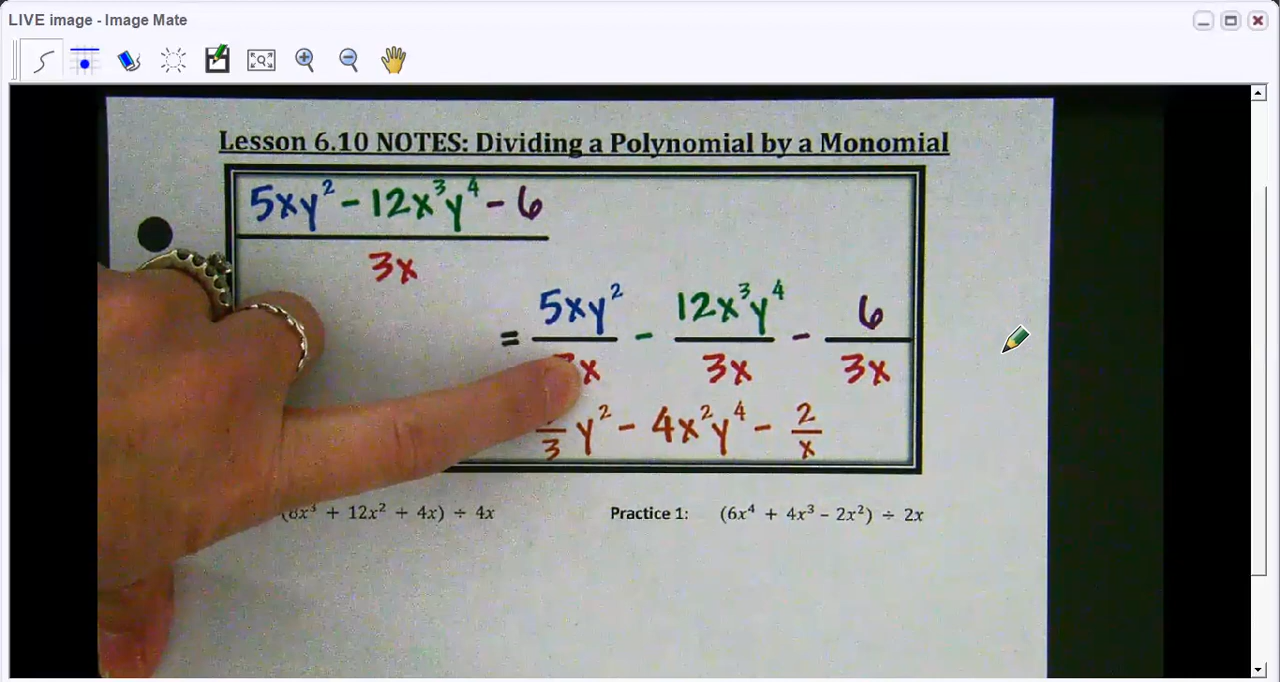 LIVE image - Image Mate
Lesson 6.10 NOTES: Dividing a Polynomial by a Monomial
5xy² - 12x³y⁴ - 6
3x
= 5xy² - 12x³y⁴ - 6
x 3x 3x
3 y² - 4x²y⁴ - 2/x
(8x³ + 12x² + 4x) ÷ 4x Practice 1: (6x⁴ + 4x³ − 2x²) ÷ 2x